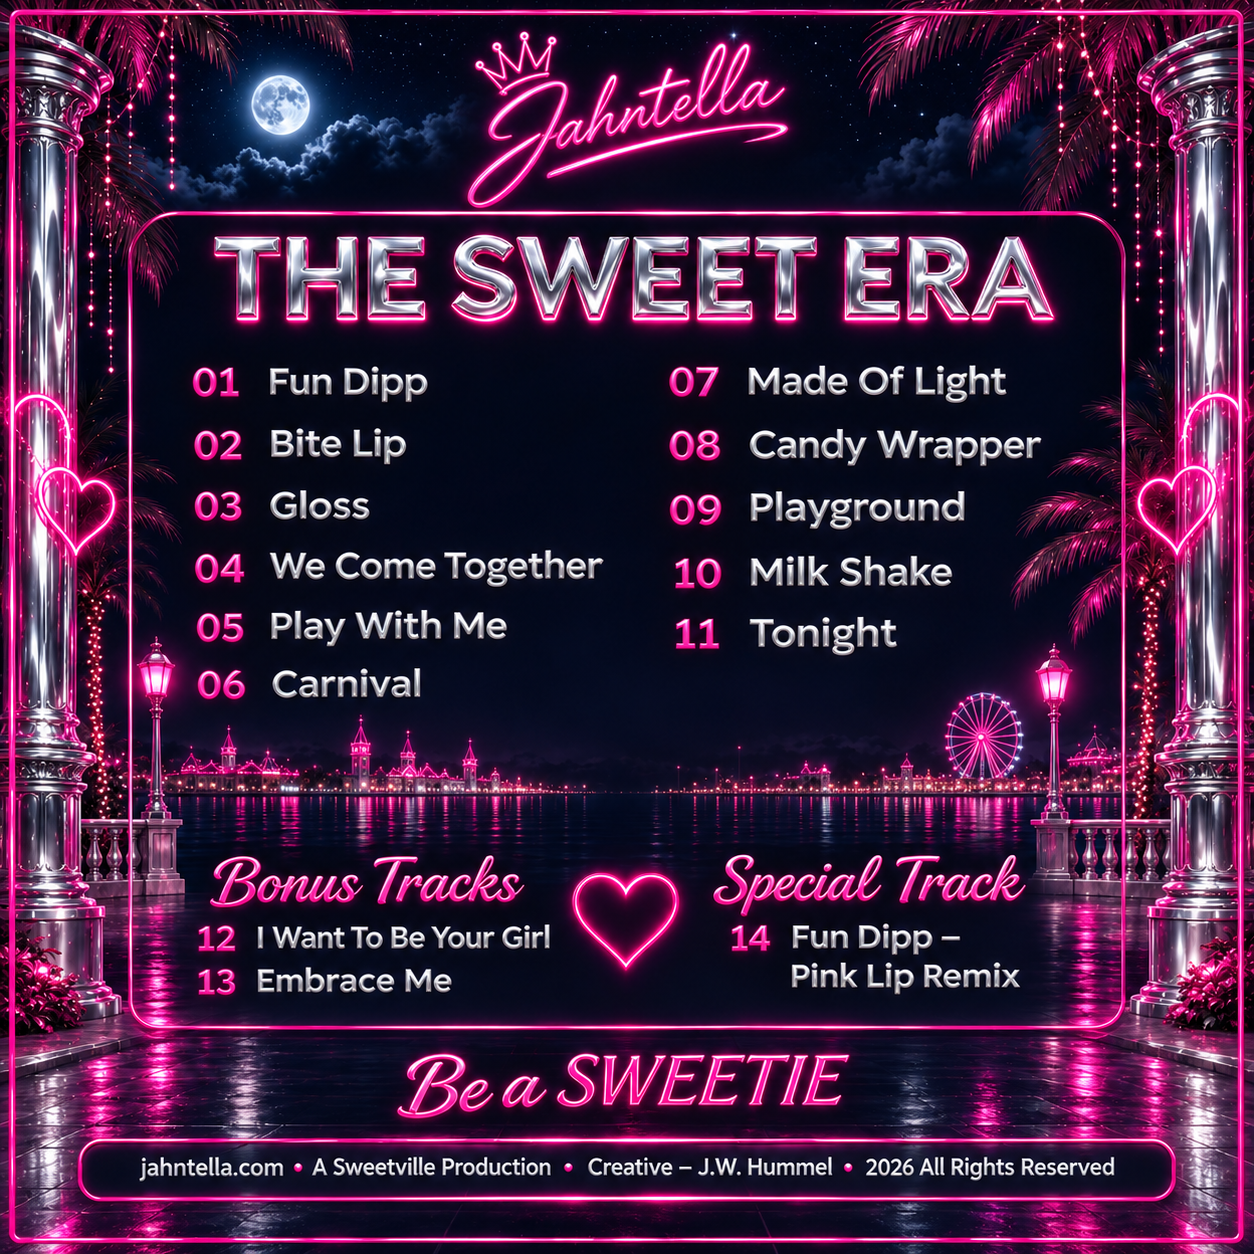 Jahntella
THE SWEET ERA
01 Fun Dipp
02 Bite Lip
03 Gloss
04 We Come Together
05 Play With Me
06 Carnival
07 Made Of Light
08 Candy Wrapper
09 Playground
10 Milk Shake
11 Tonight
Bonus Tracks
12 I Want To Be Your Girl
13 Embrace Me
Special Track
14 Fun Dipp –
Pink Lip Remix
Be a SWEETIE
jahntella.com • A Sweetville Production • Creative – J.W. Hummel • 2026 All Rights Reserved